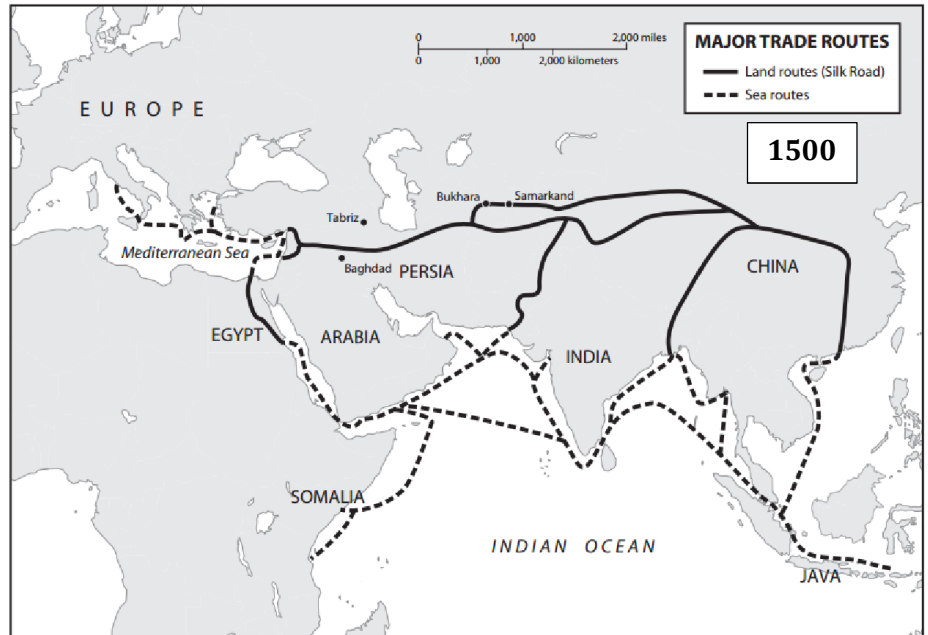 0 1,000 2,000 miles
0 1,000 2,000 kilometers
MAJOR TRADE ROUTES
Land routes (Silk Road)
Sea routes
1500
E U R O P E
Bukhara
Samarkand
Tabriz
Mediterranean Sea
Baghdad
PERSIA
CHINA
EGYPT
ARABIA
INDIA
SOMALIA
INDIAN OCEAN
JAVA